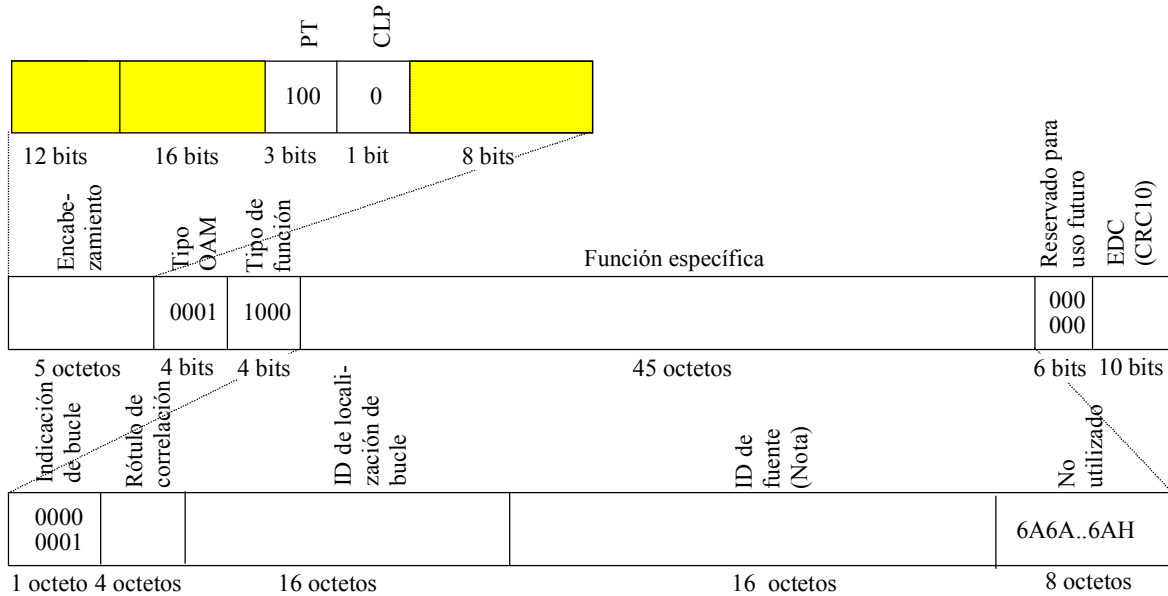 PT
CLP
100
0
12 bits
16 bits
3 bits
1 bit
8 bits
Encabe-
zamiento
Tipo
OAM
Tipo de
función
Función específica
Reservado para
uso futuro
EDC
(CRC10)
0001
1000
000
000
5 octetos
4 bits
4 bits
45 octetos
6 bits
10 bits
Indicación
de bucle
Rótulo de
correlación
ID de locali-
zación de
bucle
ID de
fuente
(Nota)
No
utilizado
0000
0001
6A6A..6AH
1 octeto
4 octetos
16 octetos
16 octetos
8 octetos